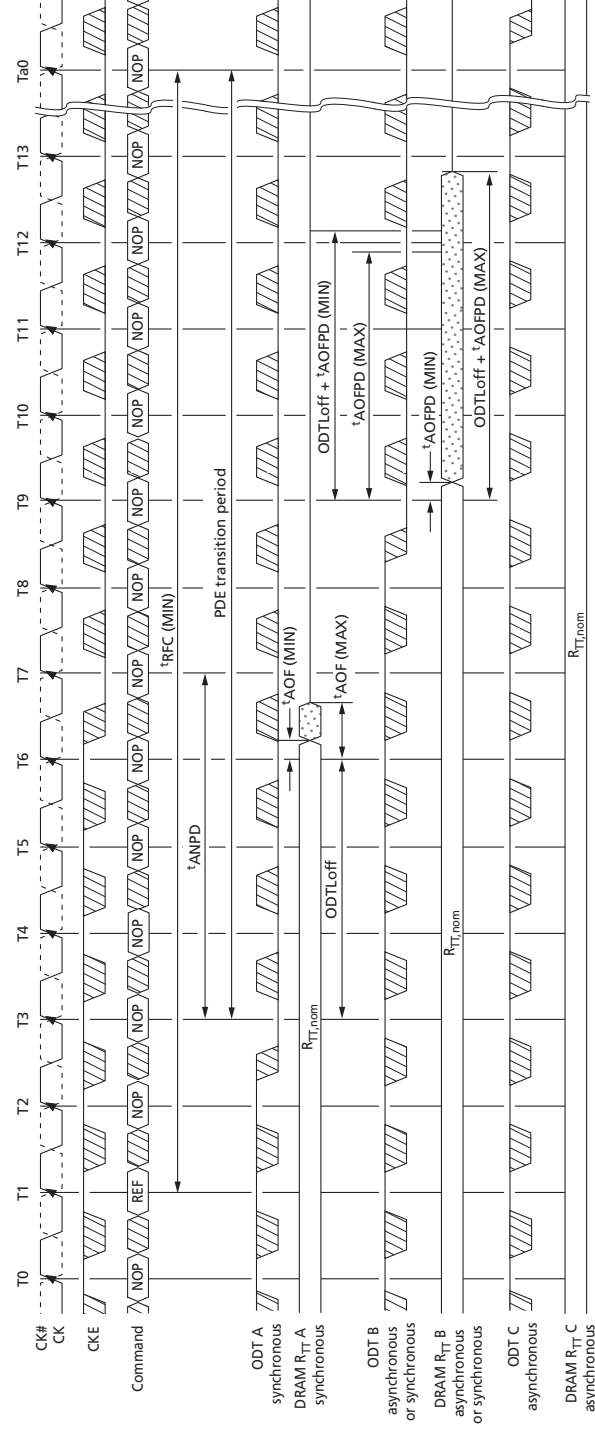 T0 T1 T2 T3 T4 T5 T6 T7 T8 T9 T10 T11 T12 T13 Ta0
CK#
CK
CKE
Command
NOP REF NOP NOP NOP NOP NOP NOP NOP NOP NOP NOP NOP NOP NOP
tRFC (MIN)
tANPD
PDE transition period
ODT A
synchronous
tAOF (MIN)
DRAM RTT A
synchronous
RTT,nom
tAOF (MAX)
ODTLoff
ODTLoff + tAOFPD (MIN)
tAOFPD (MAX)
ODT B
asynchronous
or synchronous
tAOFPD (MIN)
DRAM RTT B
asynchronous
or synchronous
RTT,nom
ODTLoff + tAOFPD (MAX)
ODT C
asynchronous
DRAM RTT C
asynchronous
RTT,nom